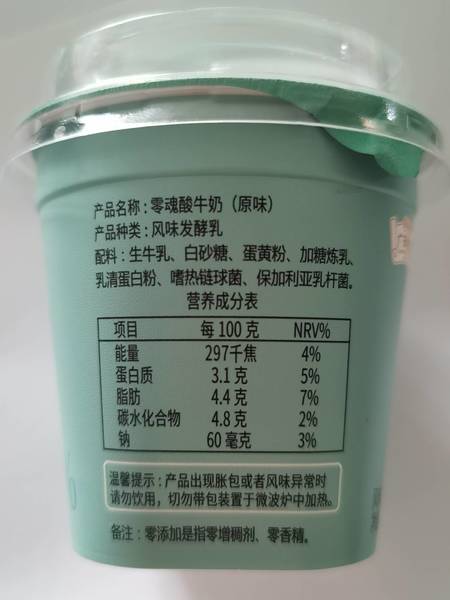 产品名称：零魂酸牛奶（原味）
产品种类：风味发酵乳
配料：生牛乳、白砂糖、蛋黄粉、加糖炼乳、
乳清蛋白粉、嗜热链球菌、保加利亚乳杆菌。
营养成分表
项目 每100克 NRV%
能量 297千焦 4%
蛋白质 3.1克 5%
脂肪 4.4克 7%
碳水化合物 4.8克 2%
钠 60毫克 3%
温馨提示：产品出现胀包或者风味异常时
请勿饮用，切勿带包装置于微波炉中加热。
备注：零添加是指零增稠剂、零香精。